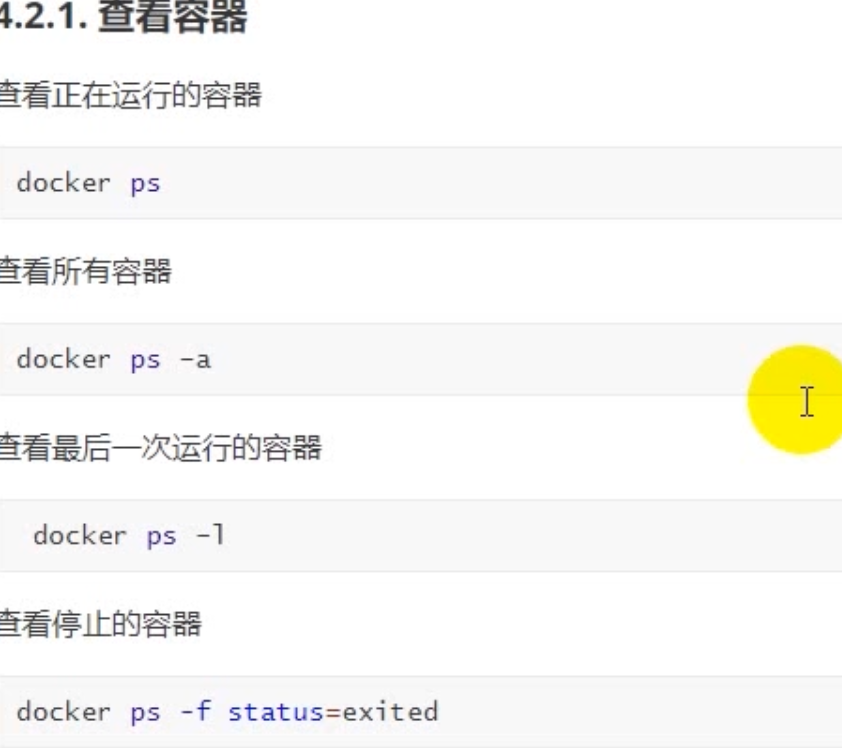 4.2.1. 查看容器
查看正在运行的容器
docker ps
查看所有容器
docker ps -a
查看最后一次运行的容器
docker ps -l
查看停止的容器
docker ps -f status=exited